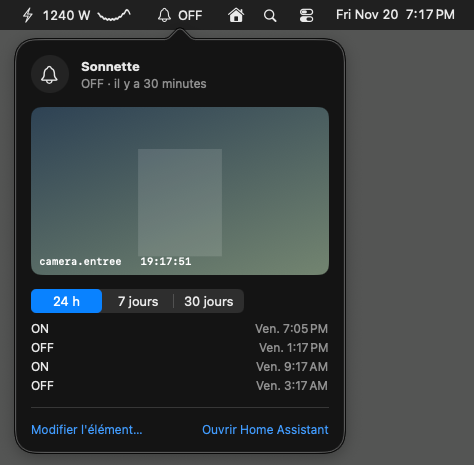 1240 W OFF Fri Nov 20 7:17 PM
Sonnette
OFF · il y a 30 minutes
camera.entree 19:17:51
24 h 7 jours 30 jours
ON Ven. 7:05 PM
OFF Ven. 1:17 PM
ON Ven. 9:17 AM
OFF Ven. 3:17 AM
Modifier l'élément... Ouvrir Home Assistant